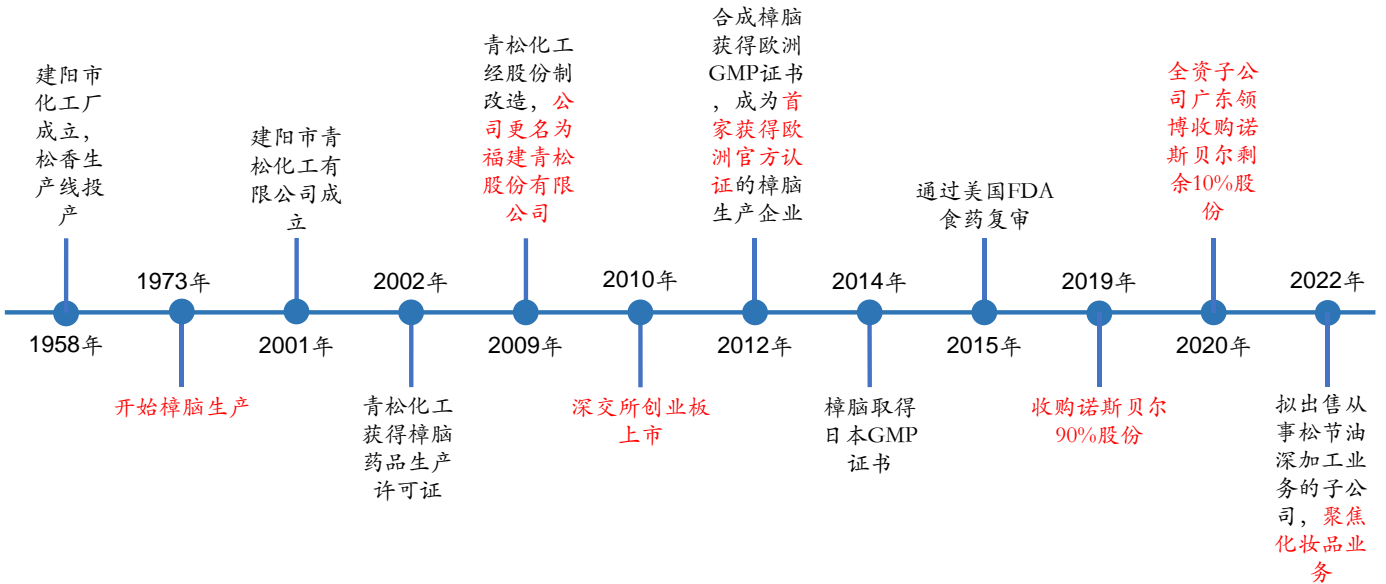 建阳市
化工厂
成立，
松香生
产线投
产
1958年
1973年
开始樟脑生产
建阳市青
松化工有
限公司成
立
2001年
2002年
青松化工
获得樟脑
药品生产
许可证
青松化工
经股份制
改造，公
司更名为
福建青松
股份有限
公司
2009年
2010年
深交所创业板
上市
合成樟脑
获得欧洲
GMP证书
，成为首
家获得欧
洲官方认
证的樟脑
生产企业
2012年
2014年
樟脑取得
日本GMP
证书
通过美国FDA
食药复审
2015年
2019年
收购诺斯贝尔
90%股份
全资子公
司广东领
博收购诺
斯贝尔剩
余10%股
份
2020年
2022年
拟出售从
事松节油
深加工业
务的子公
司，聚焦
化妆品业
务